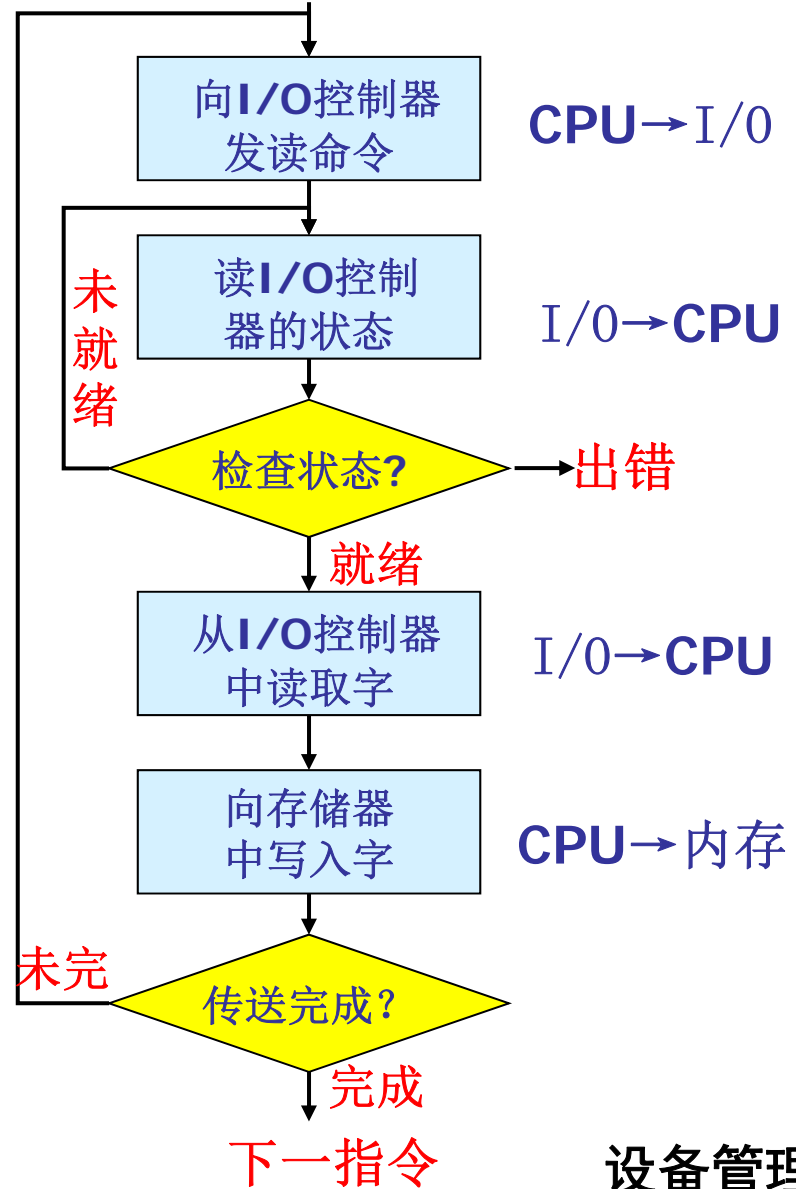 向I/O控制器
发读命令
CPU→I/O
读I/O控制
器的状态
I/O→CPU
未
就
绪
检查状态?
出错
就绪
从I/O控制器
中读取字
I/O→CPU
向存储器
中写入字
CPU→内存
未完
传送完成？
完成
下一指令
设备管理